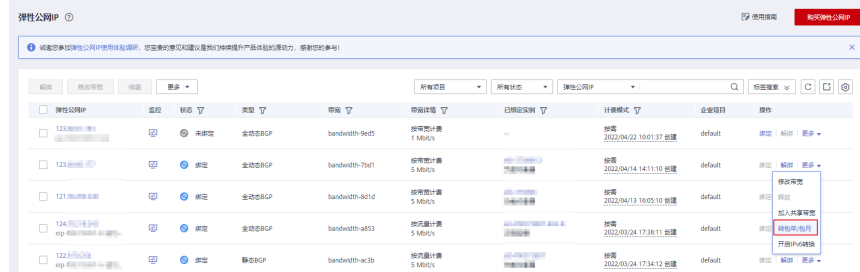 弹性公网IP
使用指南
购买弹性公网IP
诚邀您参加弹性公网IP使用体验调研，您宝贵的意见和建议是我们持续提升产品体验的源动力，感谢您的参与！
解绑 修改带宽 续费 更多
所有项目 所有状态 弹性公网IP 标签搜索
弹性公网IP 监控 状态 类型 带宽 带宽详情 已绑定实例 计费模式 企业项目 操作
123. 未绑定 全动态BGP bandwidth-9ed5 按带宽计费 1 Mbit/s -- 按需 2022/04/22 10:01:37 创建 default 绑定 解绑 更多
123. 绑定 全动态BGP bandwidth-7bd1 按带宽计费 5 Mbit/s 按需 2022/04/14 14:11:10 创建 default 绑定 解绑 更多
修改带宽
释放
加入共享带宽
转包年/包月
开启IPv6转换
121. 绑定 全动态BGP bandwidth-8d1d 按带宽计费 5 Mbit/s 按需 2022/04/13 16:05:10 创建 default
124. eip- 绑定 全动态BGP bandwidth-a853 按流量计费 5 Mbit/s 按需 2022/03/24 17:38:11 创建 default
122. eip- 绑定 静态BGP bandwidth-ac3b 按流量计费 5 Mbit/s 按需 2022/03/24 17:34:12 创建 default 绑定 解绑 更多